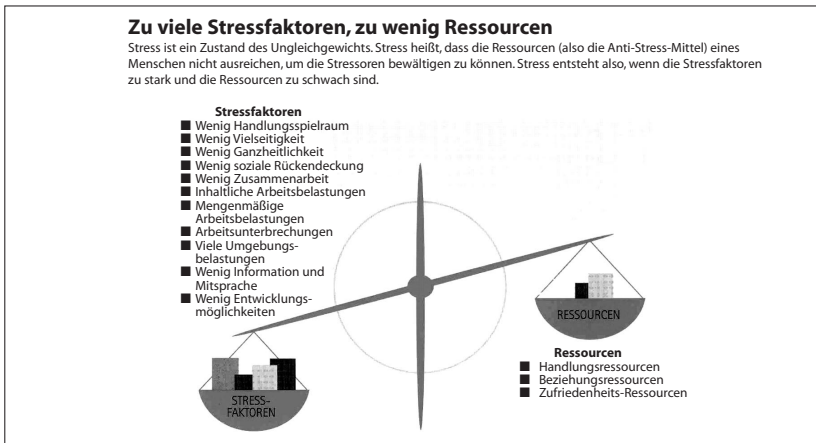 Zu viele Stressfaktoren, zu wenig Ressourcen
Stress ist ein Zustand des Ungleichgewichts. Stress heißt, dass die Ressourcen (also die Anti-Stress-Mittel) eines
Menschen nicht ausreichen, um die Stressoren bewältigen zu können. Stress entsteht also, wenn die Stressfaktoren
zu stark und die Ressourcen zu schwach sind.
Stressfaktoren
■ Wenig Handlungsspielraum
■ Wenig Vielseitigkeit
■ Wenig Ganzheitlichkeit
■ Wenig soziale Rückendeckung
■ Wenig Zusammenarbeit
■ Inhaltliche Arbeitsbelastungen
■ Mengenmäßige
Arbeitsbelastungen
■ Arbeitsunterbrechungen
■ Viele Umgebungs-
belastungen
■ Wenig Information und
Mitsprache
■ Wenig Entwicklungs-
möglichkeiten
STRESS-
FAKTOREN
RESSOURCEN
Ressourcen
■ Handlungsressourcen
■ Beziehungsressourcen
■ Zufriedenheits-Ressourcen